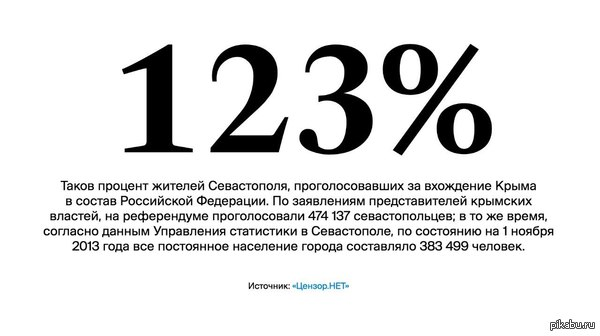 123%
Таков процент жителей Севастополя, проголосовавших за вхождение Крыма
в состав Российской Федерации. По заявлениям представителей крымских
властей, на референдуме проголосовали 474 137 севастопольцев; в то же время,
согласно данным Управления статистики в Севастополе, по состоянию на 1 ноября
2013 года все постоянное население города составляло 383 499 человек.
Источник: «Цензор.НЕТ»
pikabu.ru